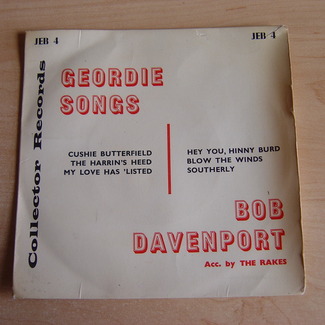 JEB 4
JEB 4
Collector Records
GEORDIE
SONGS
CUSHIE BUTTERFIELD
THE HARRIN'S HEED
MY LOVE HAS 'LISTED
HEY YOU, HINNY BURD
BLOW THE WINDS
SOUTHERLY
BOB
DAVENPORT
Acc. by THE RAKES